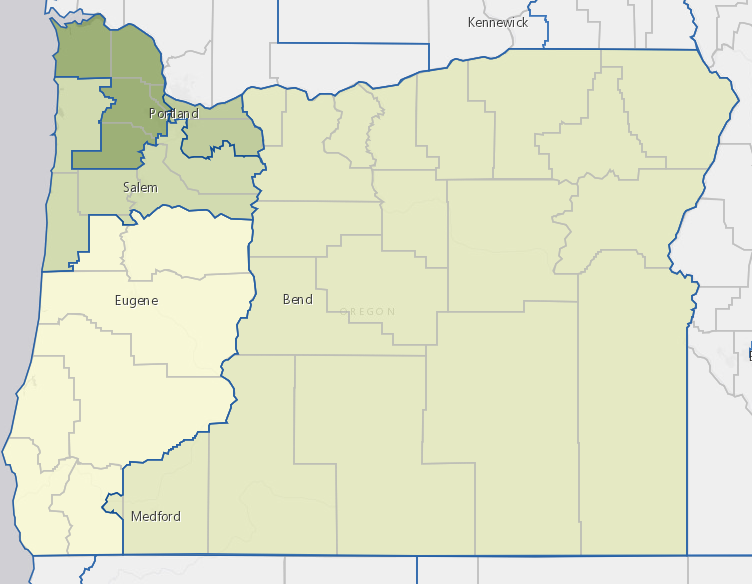 Kennewick
Portland
Salem
Eugene
Bend
OREGON
Medford